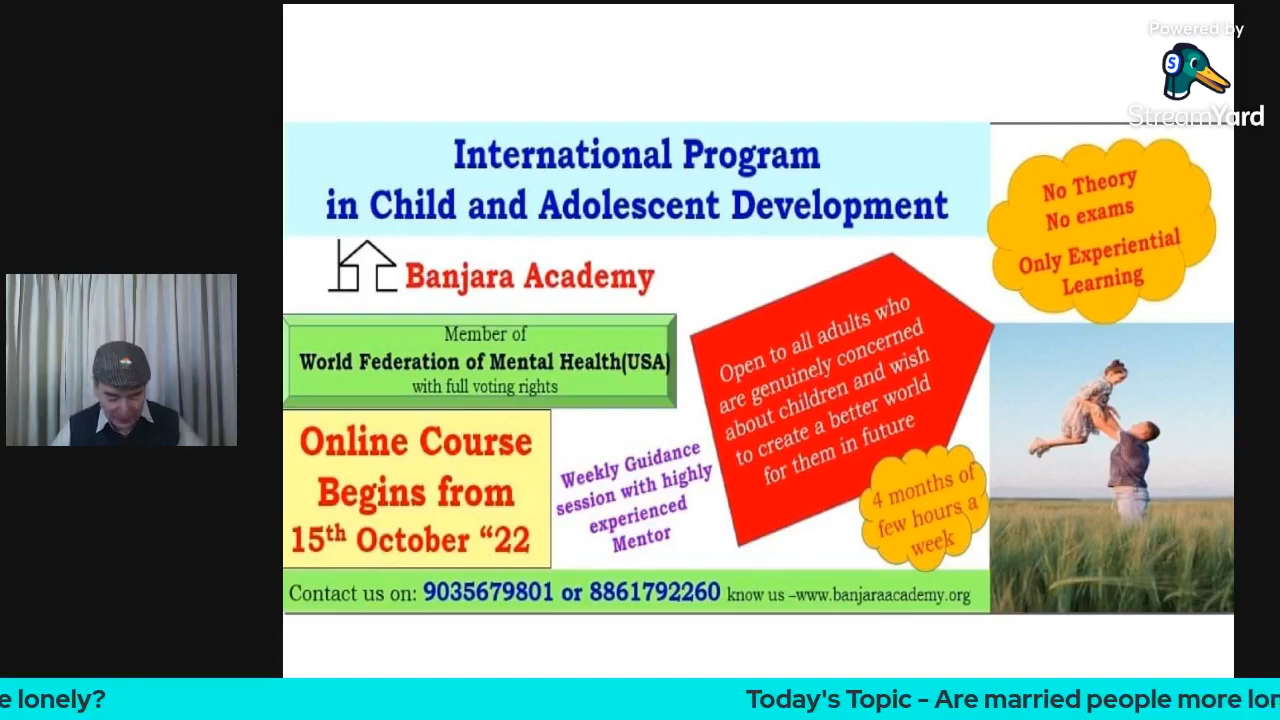 Powered by
StreamYard
International Program
in Child and Adolescent Development
Banjara Academy
No Theory
No exams
Only Experiential
Learning
Member of
World Federation of Mental Health(USA)
with full voting rights
Open to all adults who
are genuinely concerned
about children and wish
to create a better world
for them in future
Online Course
Begins from
15th October “22
Weekly Guidance
session with highly
experienced
Mentor
4 months of
few hours a
week
Contact us on: 9035679801 or 8861792260 know us –www.banjaraacademy.org
e lonely?
Today's Topic - Are married people more lon